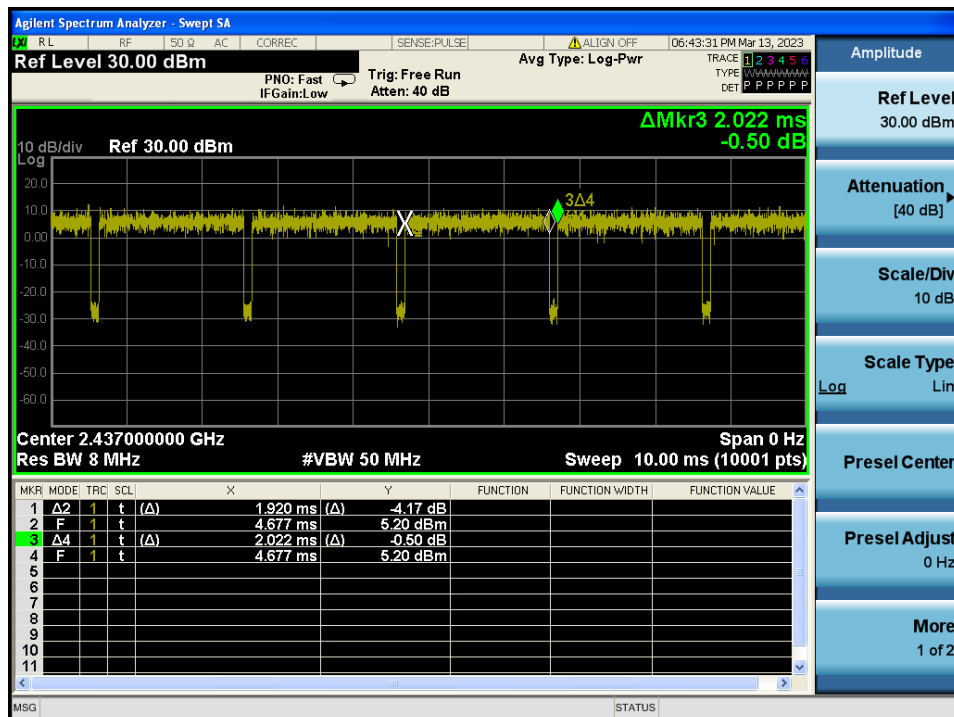 Agilent Spectrum Analyzer - Swept SA
LXI RL RF 50 Ω AC CORREC SENSE:PULSE ALIGN OFF 06:43:31 PM Mar 13, 2023
Ref Level 30.00 dBm
PNO: Fast
IFGain:Low
Trig: Free Run
Atten: 40 dB
Avg Type: Log-Pwr
TRACE 1 2 3 4 5 6
TYPE WWWWWW
DET P P P P P P
ΔMkr3 2.022 ms
-0.50 dB
10 dB/div Ref 30.00 dBm
Log
20.0
10.0
0.00
-10.0
-20.0
-30.0
-40.0
-50.0
-60.0
X
3Δ4
Center 2.437000000 GHz Span 0 Hz
Res BW 8 MHz #VBW 50 MHz Sweep 10.00 ms (10001 pts)
MKR MODE TRC SCL X Y FUNCTION FUNCTION WIDTH FUNCTION VALUE
1 Δ2 1 t (Δ) 1.920 ms (Δ) -4.17 dB
2 F 1 t 4.677 ms 5.20 dBm
3 Δ4 1 t (Δ) 2.022 ms (Δ) -0.50 dB
4 F 1 t 4.677 ms 5.20 dBm
5
6
7
8
9
10
11
MSG STATUS
Amplitude
Ref Level
30.00 dBm
Attenuation
[40 dB]
Scale/Div
10 dB
Scale Type
Log Lin
Presel Center
Presel Adjust
0 Hz
More
1 of 2